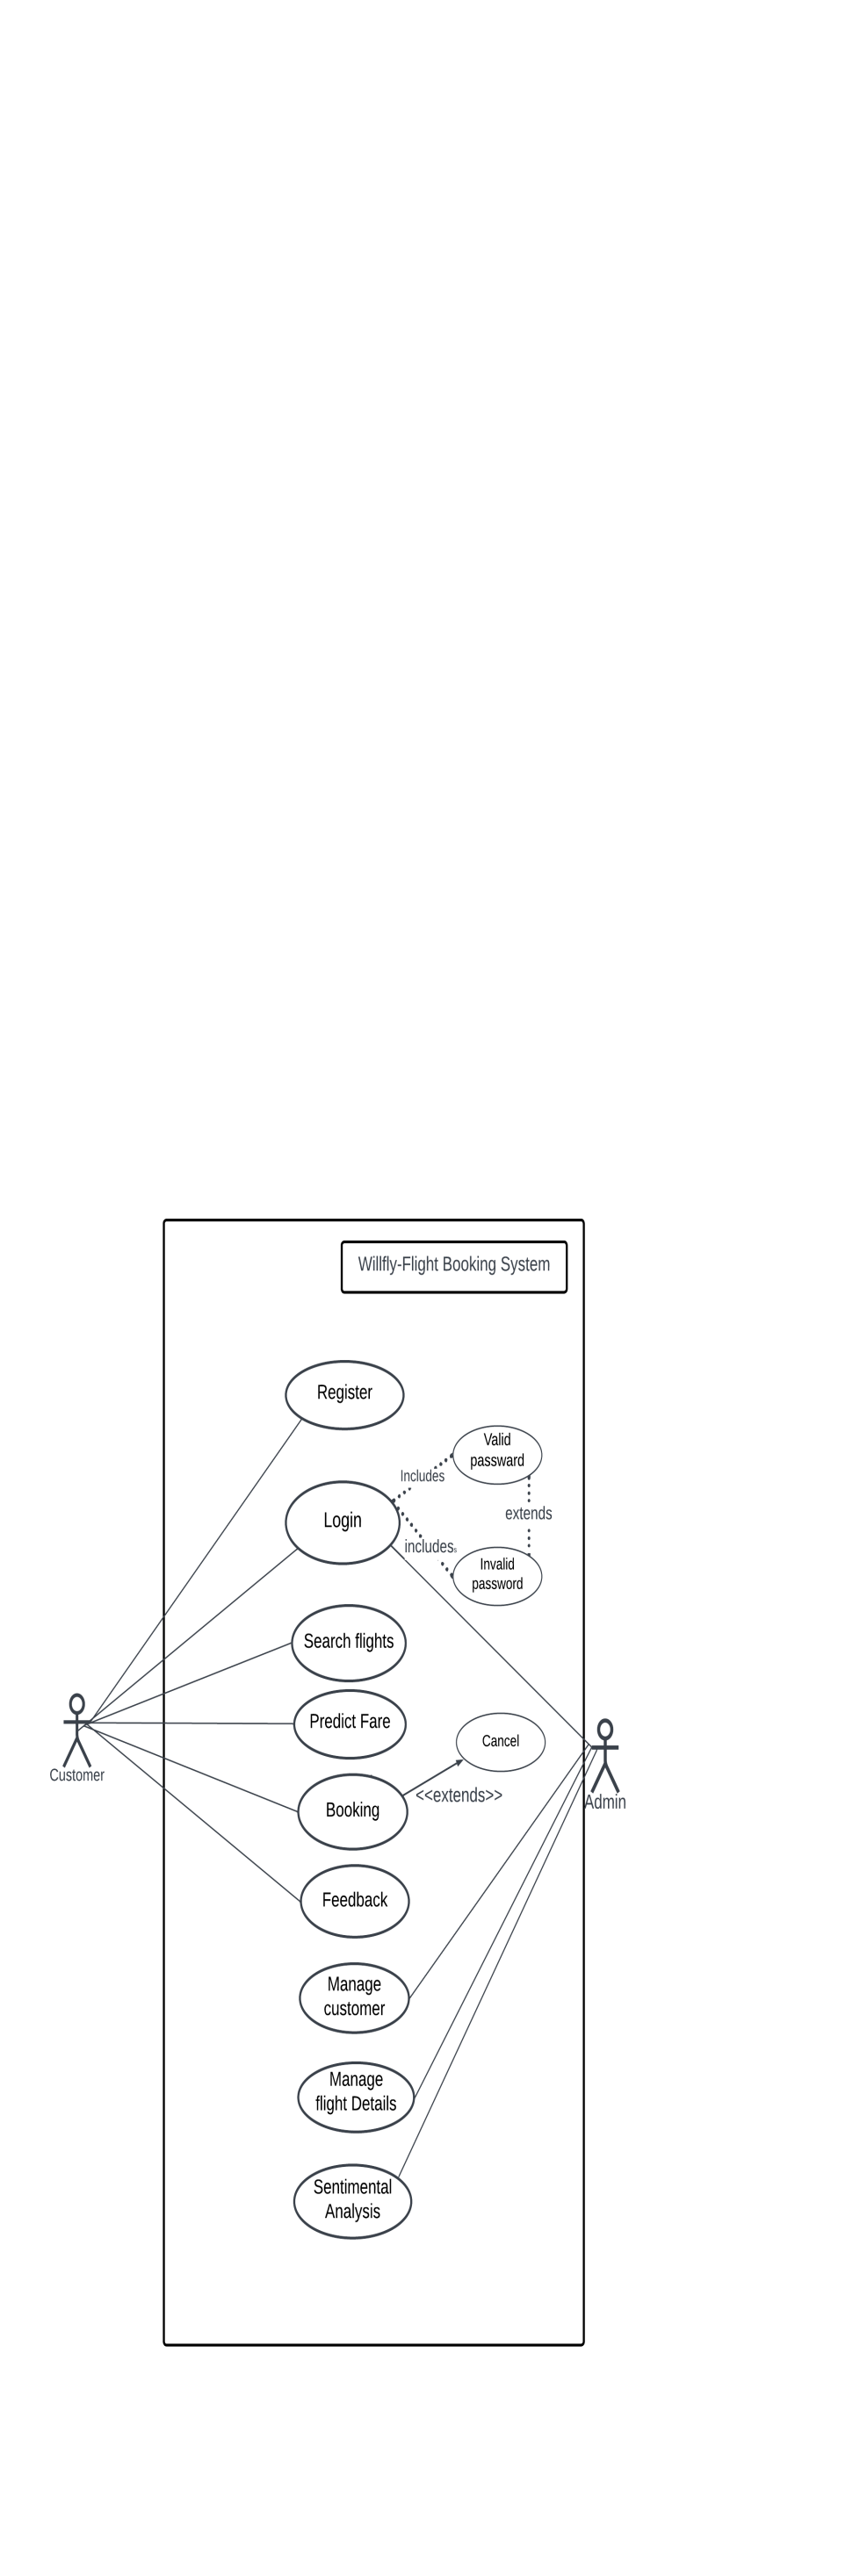 Willfly-Flight Booking System
Register
Valid
passward
Includes
extends
Login
includes
Invalid
password
Search flights
Predict Fare
Cancel
Customer
<<extends>>
Admin
Booking
Feedback
Manage
customer
Manage
flight Details
Sentimental
Analysis